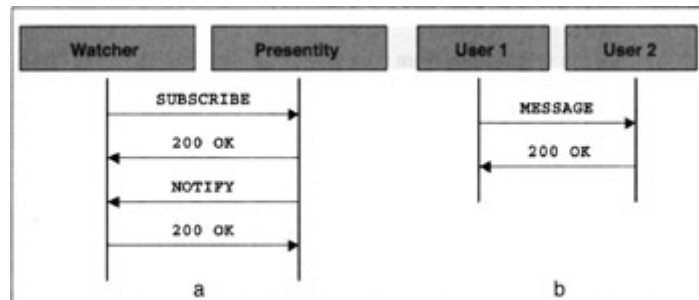 Watcher
Presentity
SUBSCRIBE
200 OK
NOTIFY
200 OK
a
User 1
User 2
MESSAGE
200 OK
b